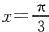 x = π/3